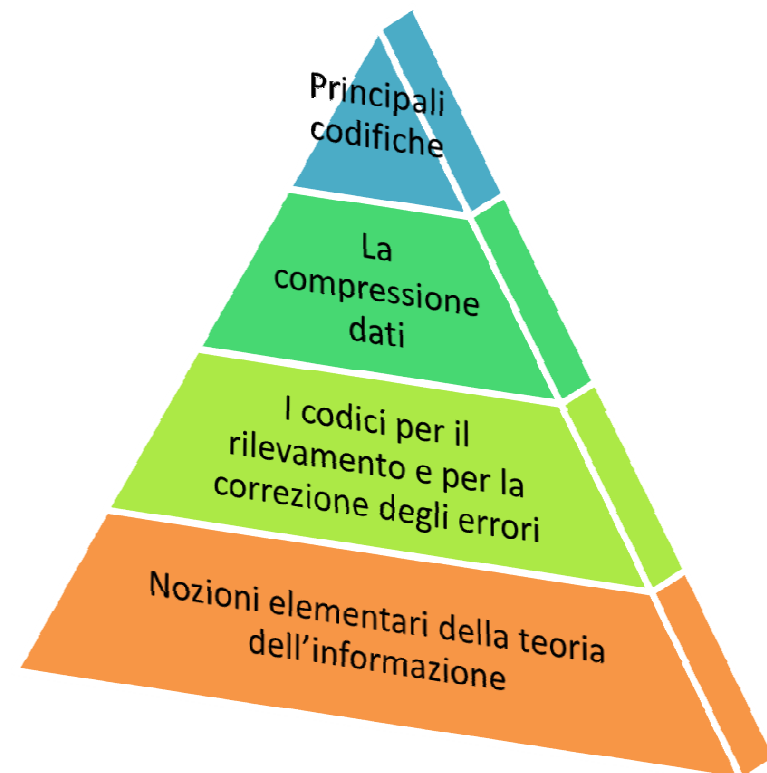 Principali
codifiche
La
compressione
dati
I codici per il
rilevamento e per la
correzione degli errori
Nozioni elementari della teoria
dell’informazione